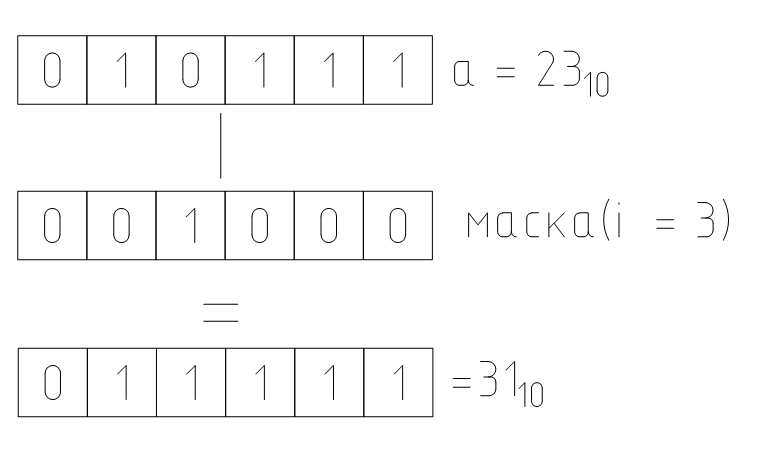 0 1 0 1 1 1 a = 23₁₀
|
0 0 1 0 0 0 маска(i = 3)
=
0 1 1 1 1 1 =31₁₀